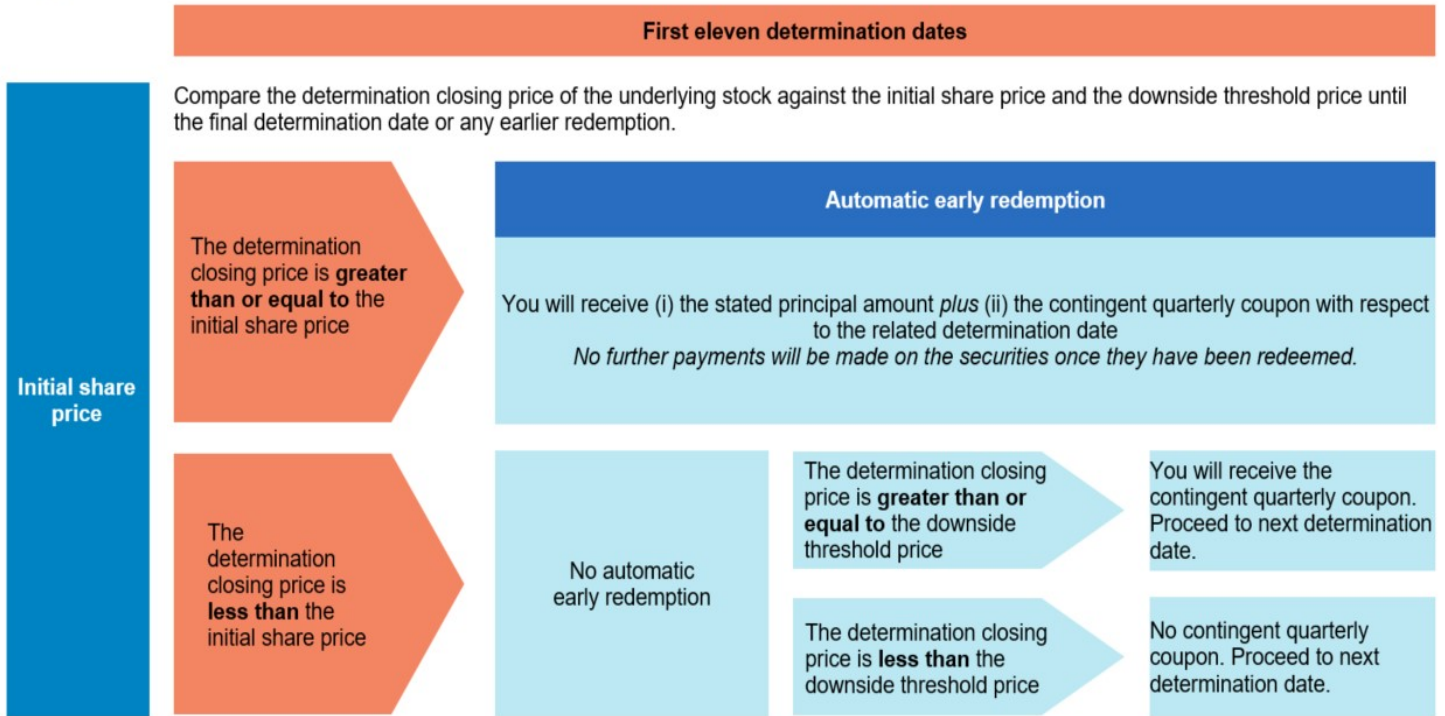 First eleven determination dates
Compare the determination closing price of the underlying stock against the initial share price and the downside threshold price until
the final determination date or any earlier redemption.
Initial share
price
The determination
closing price is greater
than or equal to the
initial share price
Automatic early redemption
You will receive (i) the stated principal amount plus (ii) the contingent quarterly coupon with respect
to the related determination date
No further payments will be made on the securities once they have been redeemed.
The
determination
closing price is
less than the
initial share price
No automatic
early redemption
The determination closing
price is greater than or
equal to the downside
threshold price
You will receive the
contingent quarterly coupon.
Proceed to next determination
date.
The determination closing
price is less than the
downside threshold price
No contingent quarterly
coupon. Proceed to next
determination date.